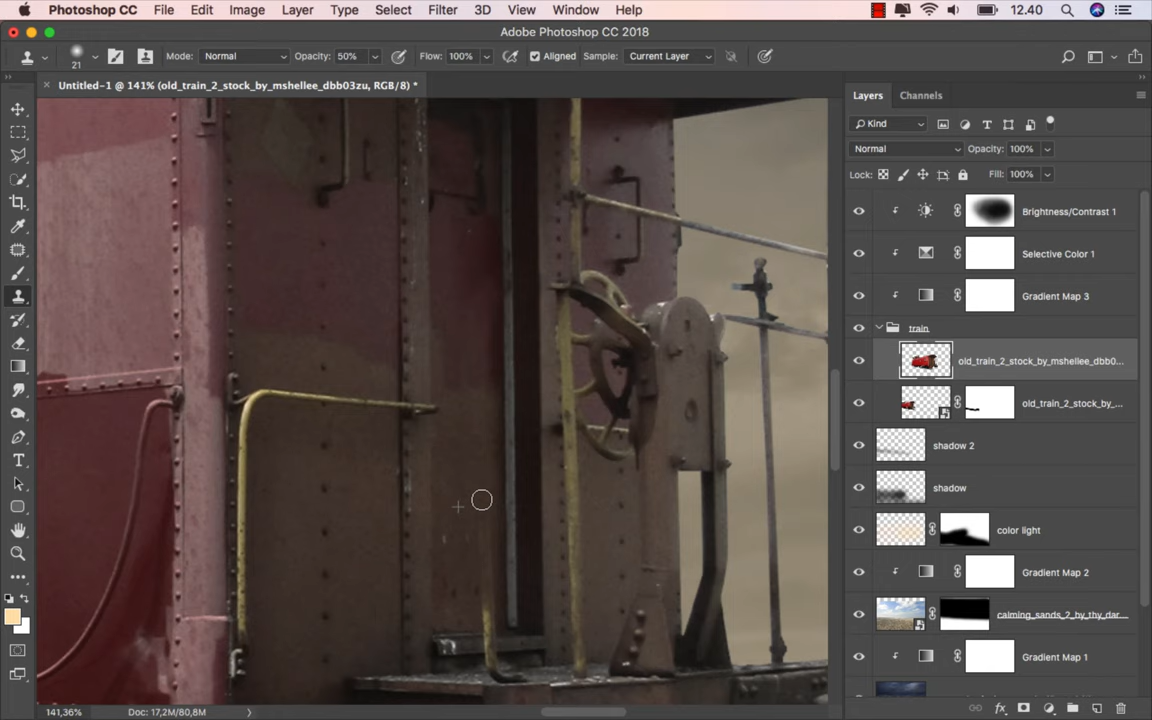 Photoshop CC File Edit Image Layer Type Select Filter 3D View Window Help 12.40
Adobe Photoshop CC 2018
21 Mode: Normal Opacity: 50% Flow: 100% Aligned Sample: Current Layer
Untitled-1 @ 141% (old_train_2_stock_by_mshellee_dbb03zu, RGB/8) *
Layers Channels
Kind
Normal Opacity: 100%
Lock: Fill: 100%
Brightness/Contrast 1
Selective Color 1
Gradient Map 3
train
old_train_2_stock_by_mshellee_dbb0...
old_train_2_stock_by_...
shadow 2
shadow
color light
Gradient Map 2
calming_sands_2_by_thy_dar...
Gradient Map 1
141,36% Doc: 17,2M/80,8M